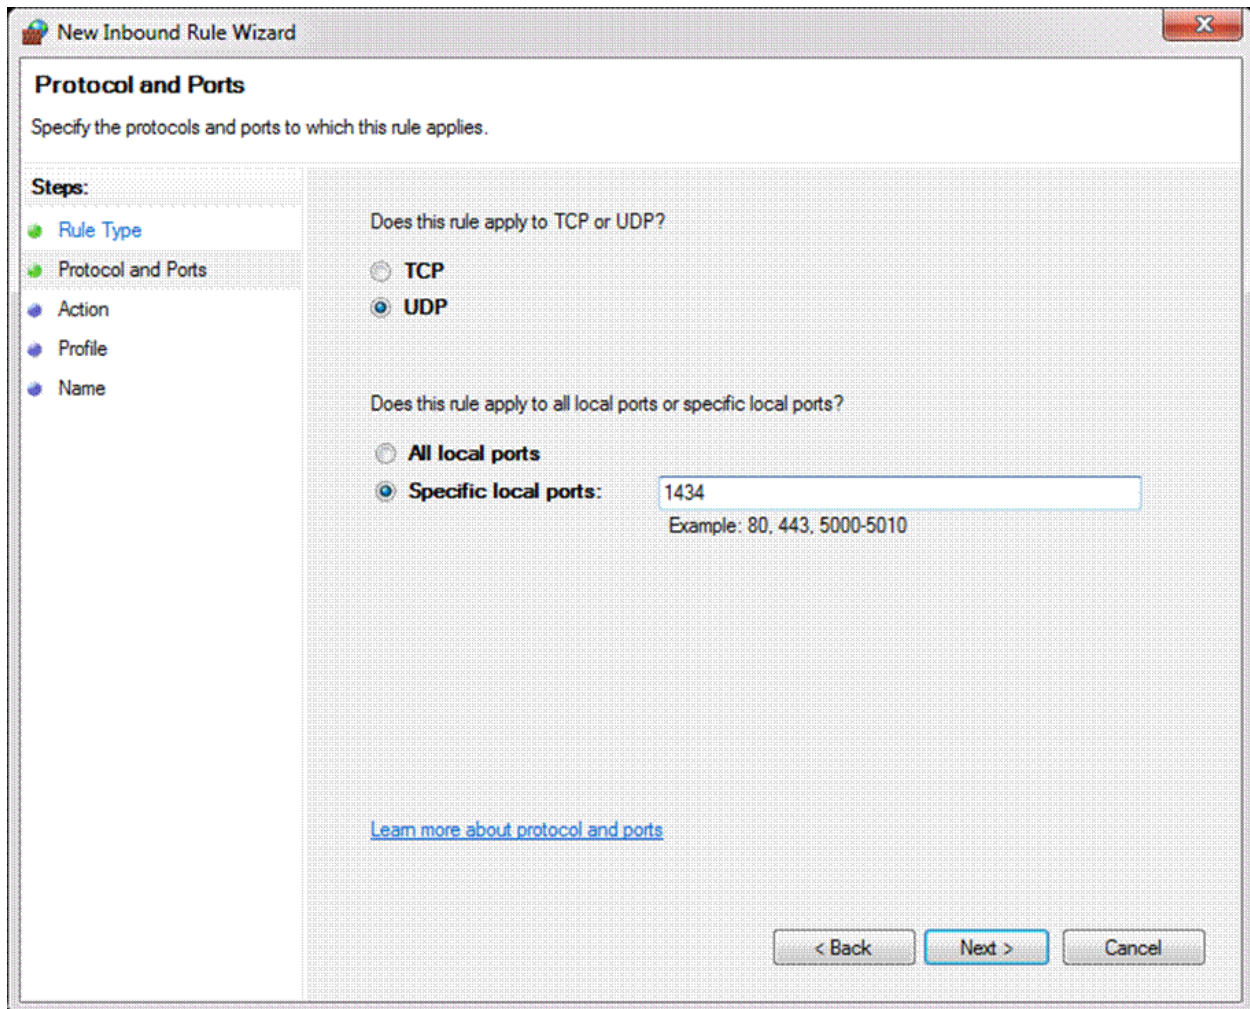 New Inbound Rule Wizard
Protocol and Ports
Specify the protocols and ports to which this rule applies.
Steps:
Rule Type
Protocol and Ports
Action
Profile
Name
Does this rule apply to TCP or UDP?
TCP
UDP
Does this rule apply to all local ports or specific local ports?
All local ports
Specific local ports: 1434
Example: 80, 443, 5000-5010
Learn more about protocol and ports
< Back Next > Cancel